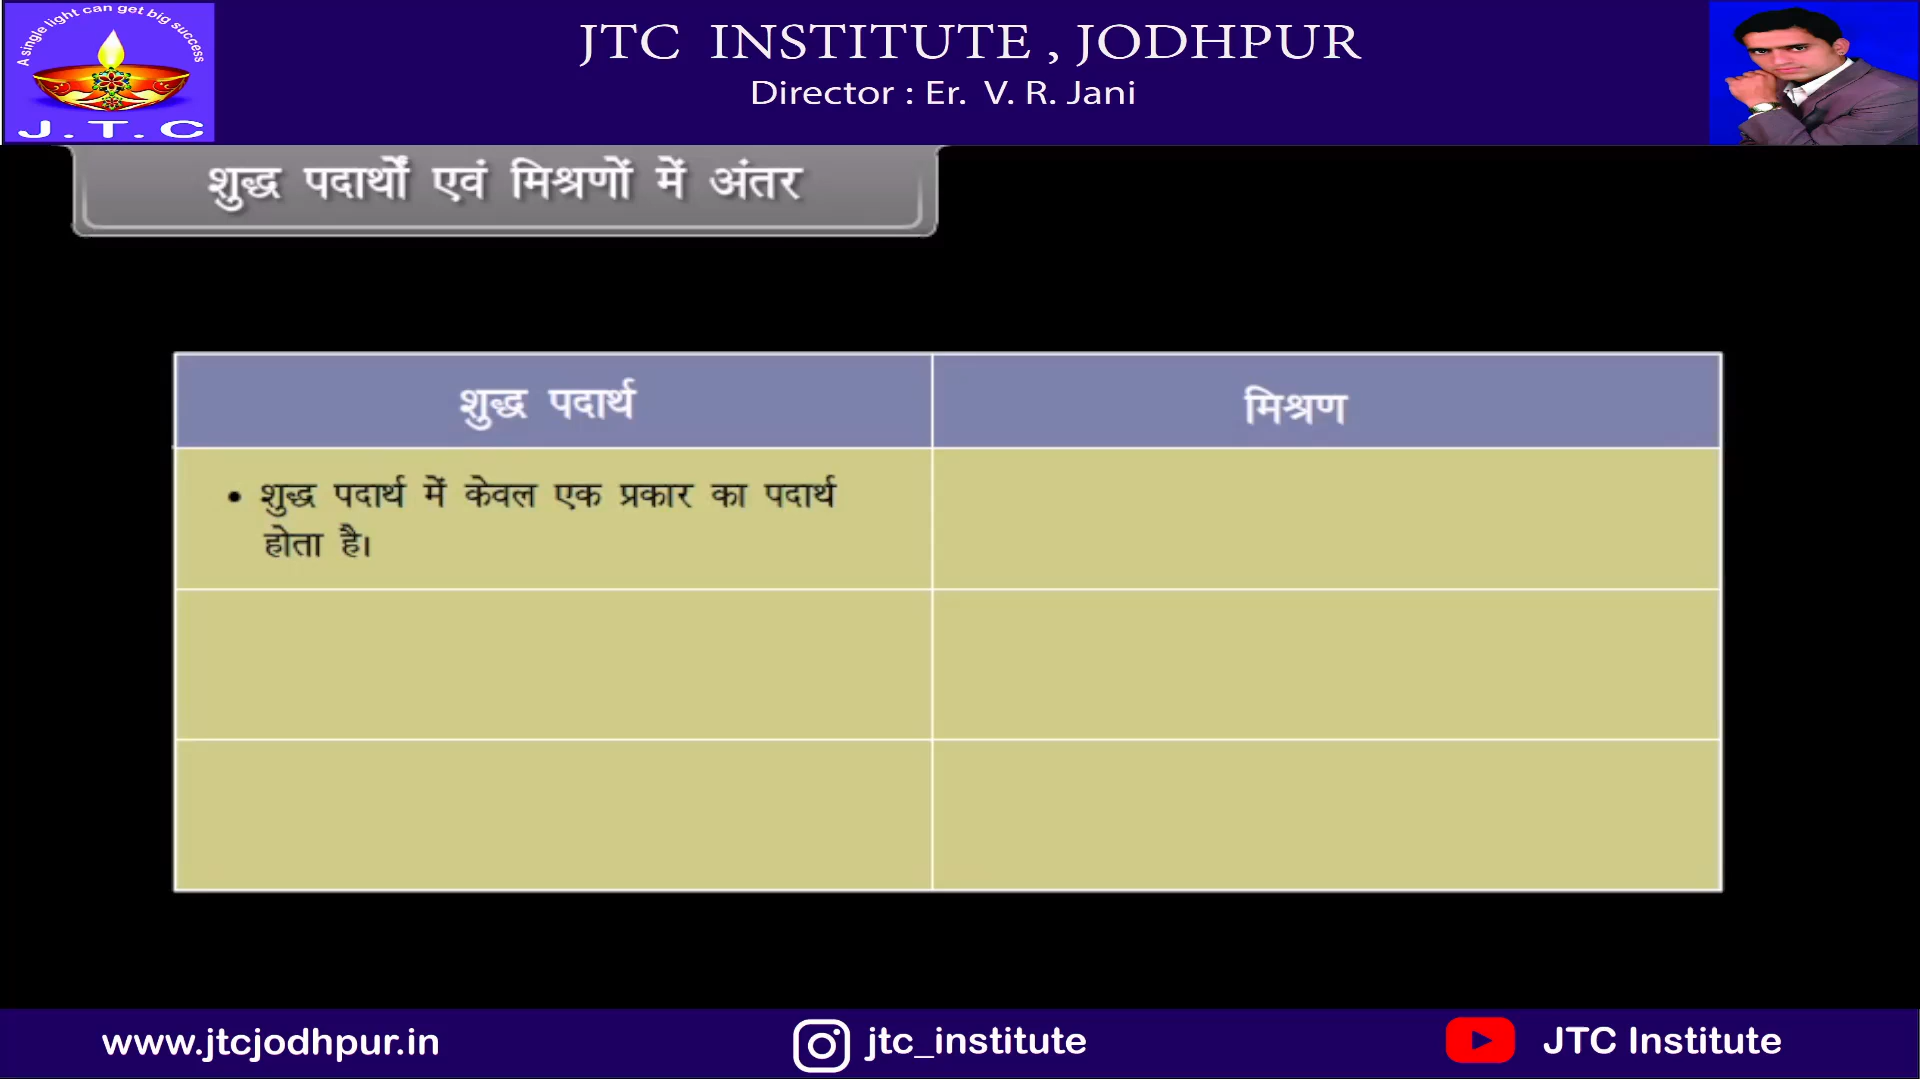 A single light can get big success
J.T.C
JTC INSTITUTE , JODHPUR
Director : Er. V. R. Jani
शुद्ध पदार्थों एवं मिश्रणों में अंतर
शुद्ध पदार्थ
मिश्रण
• शुद्ध पदार्थ में केवल एक प्रकार का पदार्थ
होता है।
www.jtcjodhpur.in
jtc_institute
JTC Institute